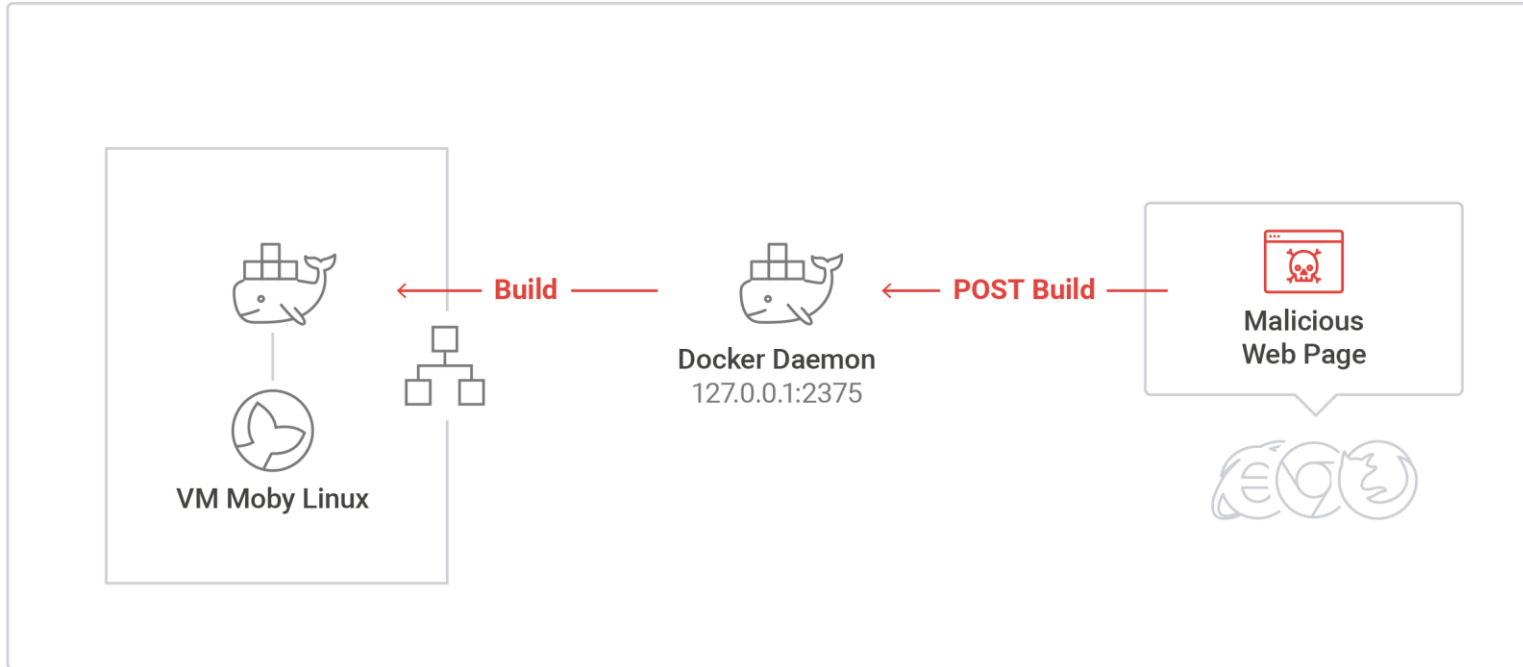 Build
POST Build
Docker Daemon
127.0.0.1:2375
Malicious
Web Page
VM Moby Linux